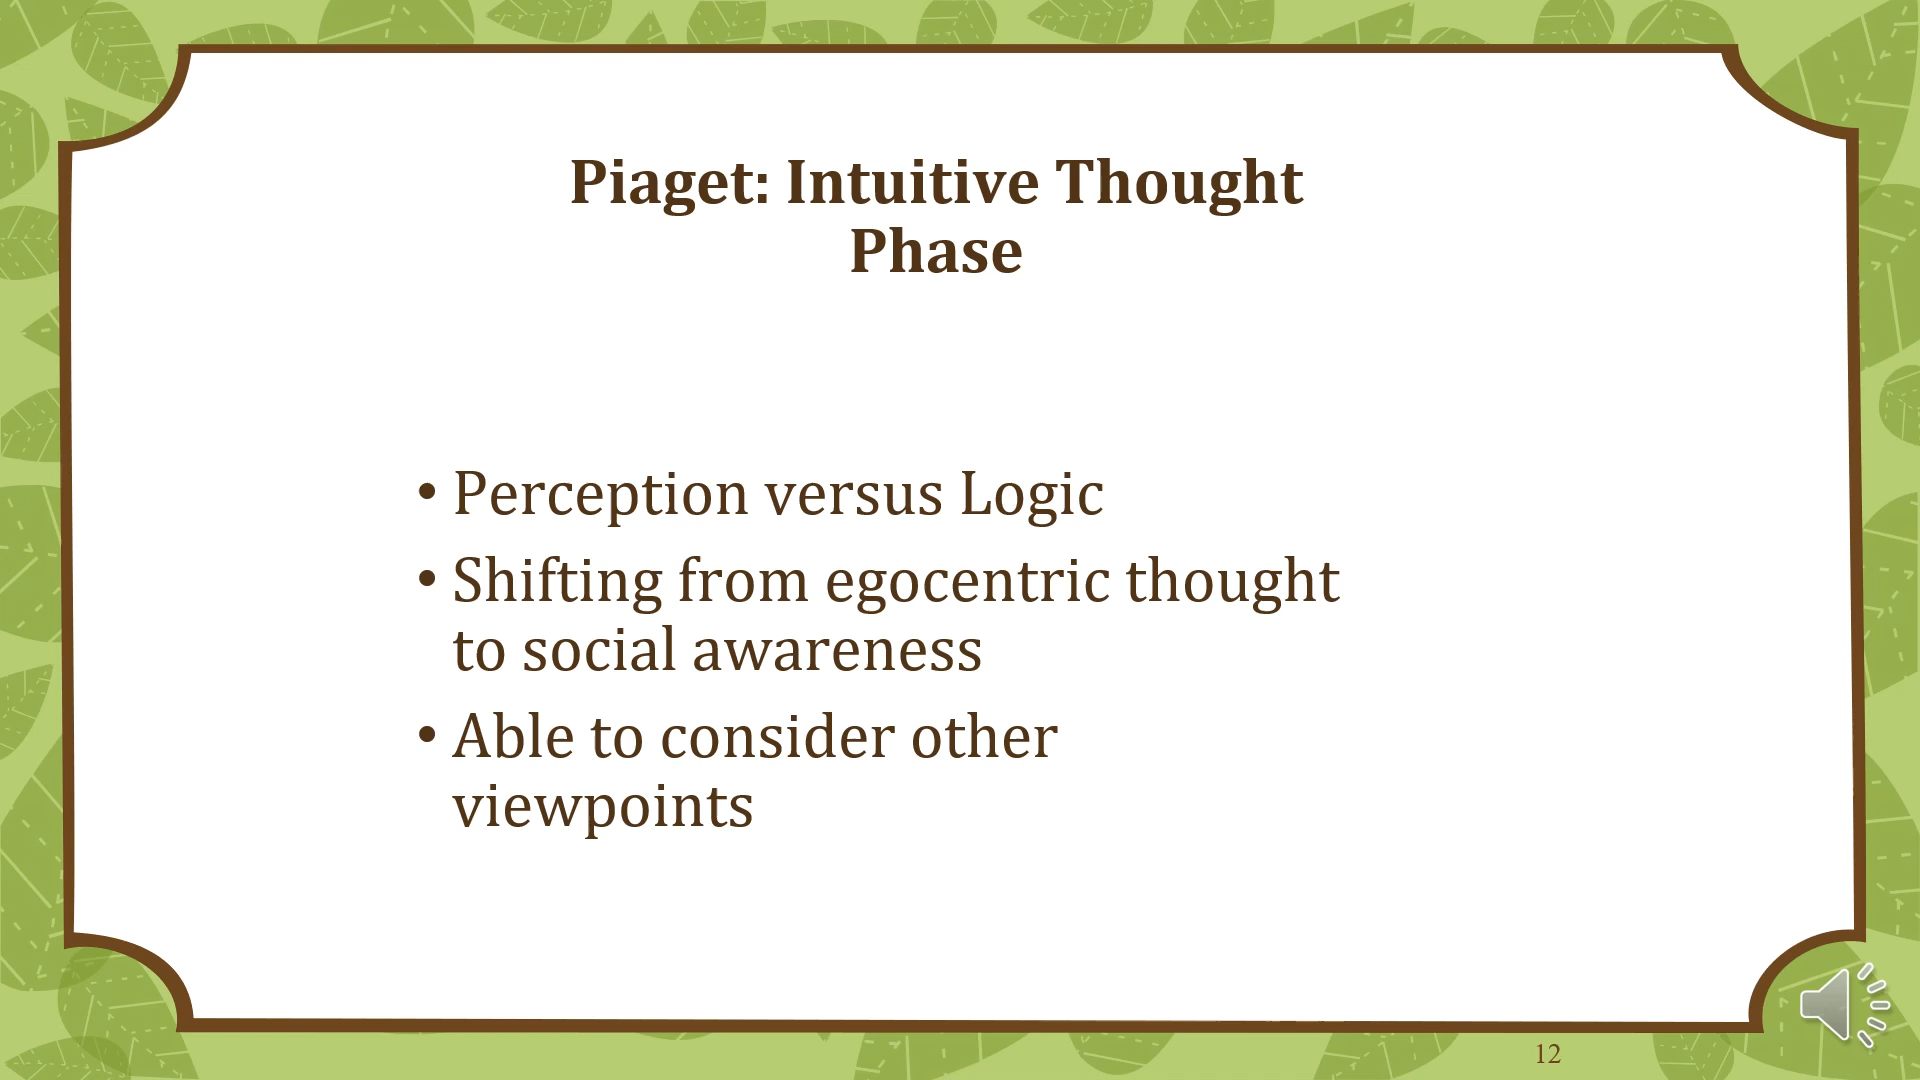 Piaget: Intuitive Thought
Phase
• Perception versus Logic
• Shifting from egocentric thought
to social awareness
• Able to consider other
viewpoints
12